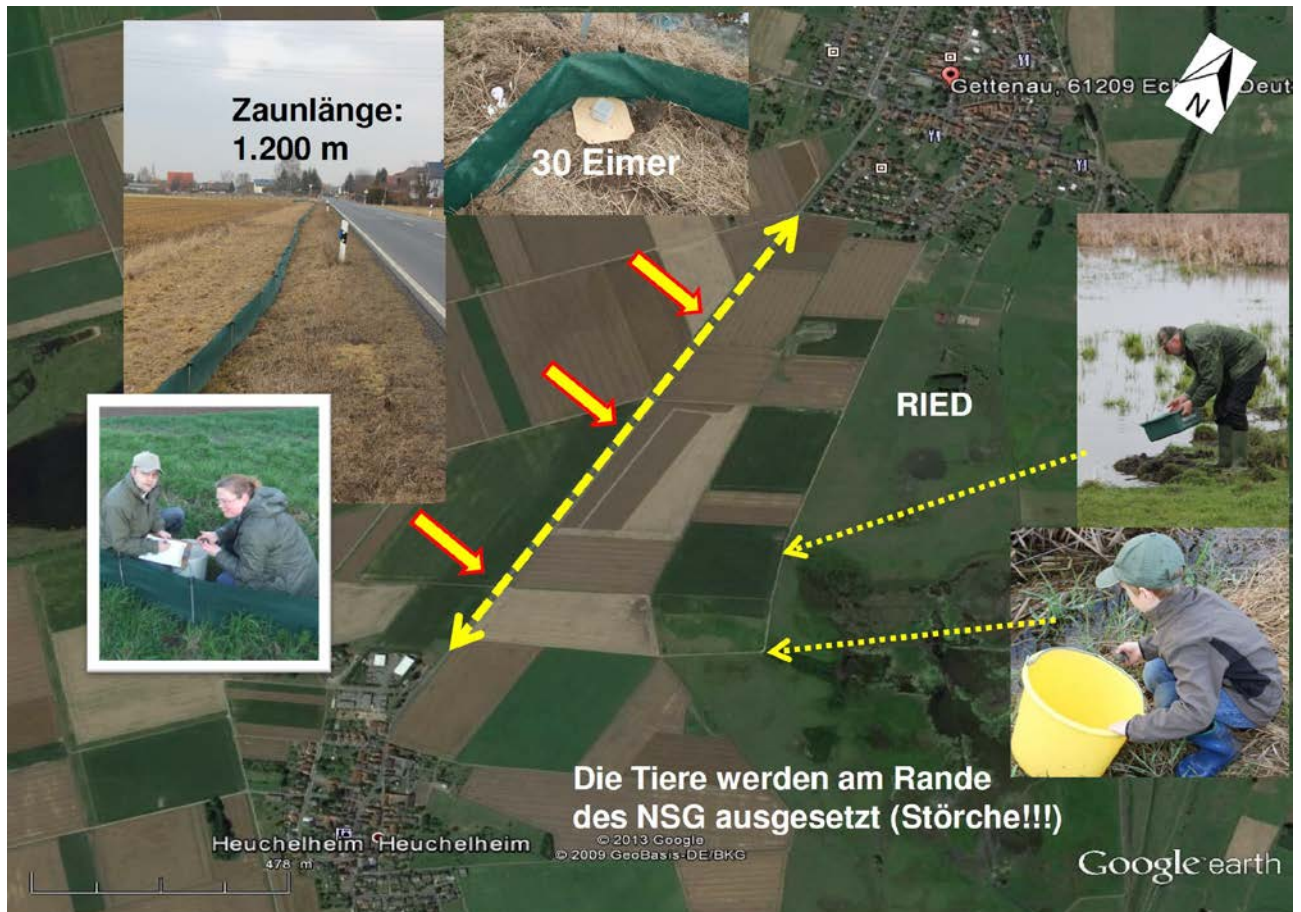 Zaunlänge:
1.200 m
30 Eimer
Gettenau, 61209 Ech Deut
N
RIED
Die Tiere werden am Rande
des NSG ausgesetzt (Störche!!!)
Heuchelheim Heuchelheim
478 m
© 2013 Google
© 2009 GeoBasis-DE/BKG
Google earth